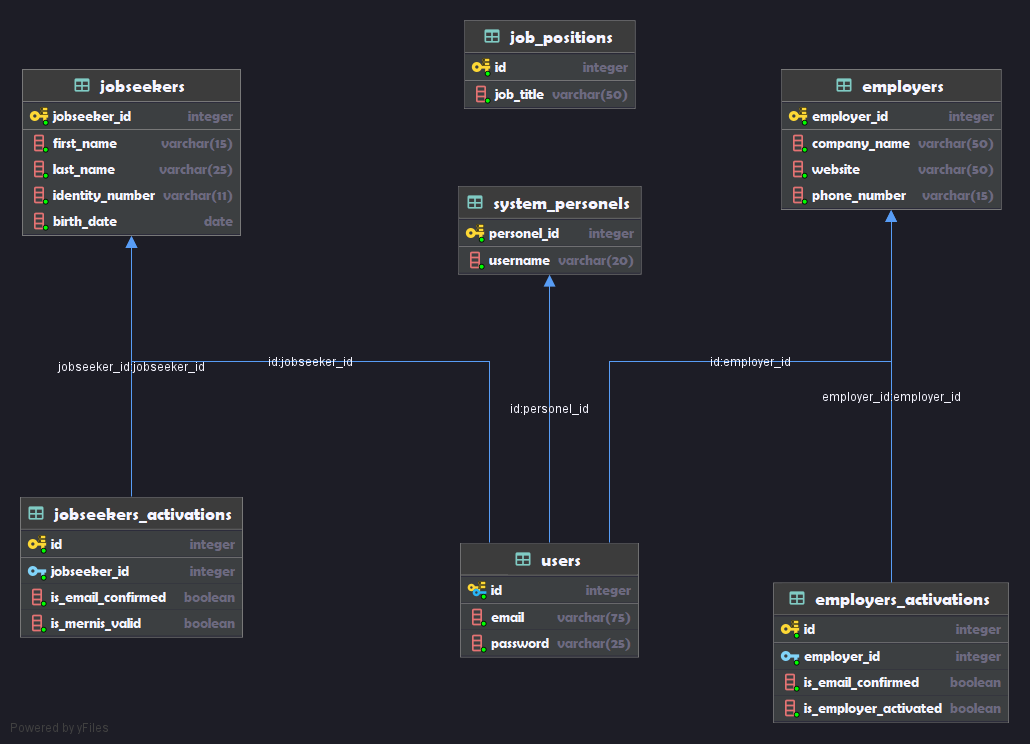 job_positions
id integer
job_title varchar(50)
jobseekers
jobseeker_id integer
first_name varchar(15)
last_name varchar(25)
identity_number varchar(11)
birth_date date
employers
employer_id integer
company_name varchar(50)
website varchar(50)
phone_number varchar(15)
system_personels
personel_id integer
username varchar(20)
jobseeker_id:jobseeker_id
id:jobseeker_id
id:personel_id
id:employer_id
employer_id:employer_id
jobseekers_activations
id integer
jobseeker_id integer
is_email_confirmed boolean
is_mernis_valid boolean
users
id integer
email varchar(75)
password varchar(25)
employers_activations
id integer
employer_id integer
is_email_confirmed boolean
is_employer_activated boolean
Powered by yFiles